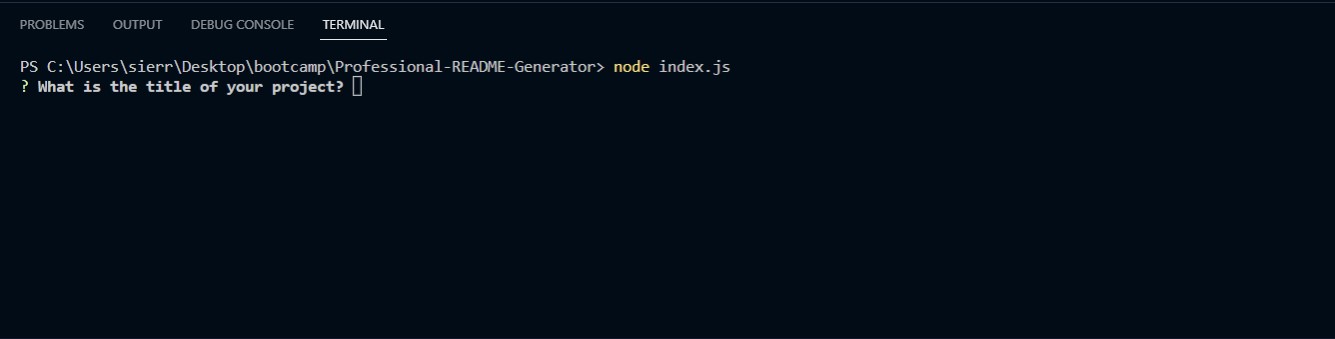 PROBLEMS OUTPUT DEBUG CONSOLE TERMINAL
PS C:\Users\sierr\Desktop\bootcamp\Professional-README-Generator> node index.js
? What is the title of your project?